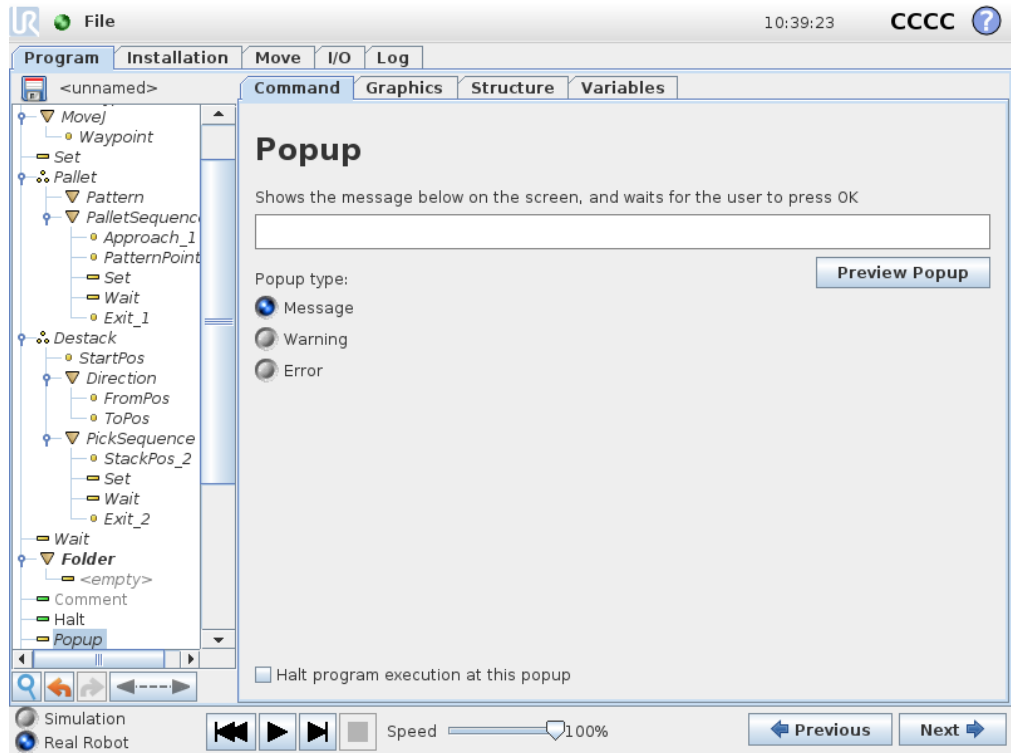 UR File 10:39:23 CCCC ?
Program Installation Move I/O Log
<unnamed> Command Graphics Structure Variables
MoveJ
Waypoint
Set
Pallet
Pattern
PalletSequenc
Approach_1
PatternPoint
Set
Wait
Exit_1
Destack
StartPos
Direction
FromPos
ToPos
PickSequence
StackPos_2
Set
Wait
Exit_2
Wait
Folder
<empty>
Comment
Halt
Popup
Popup
Shows the message below on the screen, and waits for the user to press OK
Preview Popup
Popup type:
Message
Warning
Error
Halt program execution at this popup
Simulation
Real Robot
Speed 100%
Previous Next